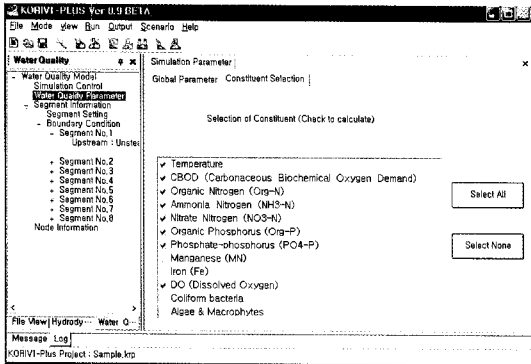 KORIVI-PLUS Ver 0.9 BETA
File Mode View Run Output Scenario Help
Water Quality
Water Quality Model
Simulation Control
Water Quality Parameter
Segment Information
Segment Setting
Boundary Condition
Segment No.1
Upstream : Unstea
Segment No.2
Segment No.3
Segment No.4
Segment No.5
Segment No.6
Segment No.7
Segment No.8
Node Information
File View Hydrody··· Water Q···
Simulation Parameter
Global Parameter Constituent Selection
Selection of Constituent (Check to calculate)
Temperature
CBOD (Carbonaceous Biochemical Oxygen Demand)
Organic Nitrogen (Org-N)
Ammonia Nitrogen (NH3-N)
Nitrate Nitrogen (NO3-N)
Organic Phosphorus (Org-P)
Phosphate-phosphorus (PO4-P)
Manganese (MN)
Iron (Fe)
DO (Dissolved Oxygen)
Coliform bacteria
Algae & Macrophytes
Select All
Select None
Message Log
KORIVI-Plus Project : Sample.krp